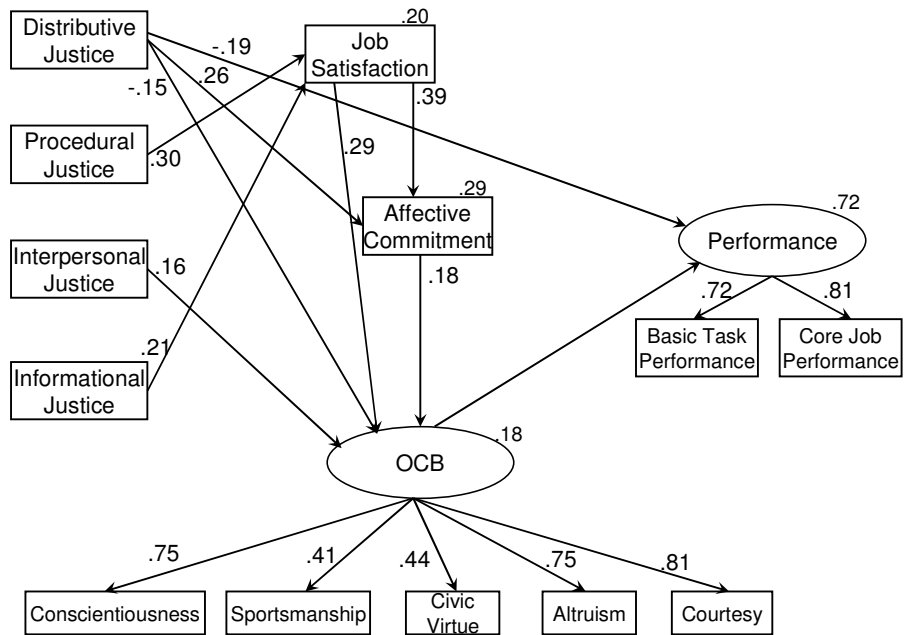 Distributive
Justice
.20
Job
Satisfaction
-.19
.26
-.15
.39
Procedural
Justice
.30
.29
.29
Affective
Commitment
.72
Performance
Interpersonal
Justice
.16
.18
.72
.81
Basic Task
Performance
Core Job
Performance
.21
Informational
Justice
.18
OCB
.75
.41
.44
.75
.81
Conscientiousness
Sportsmanship
Civic
Virtue
Altruism
Courtesy